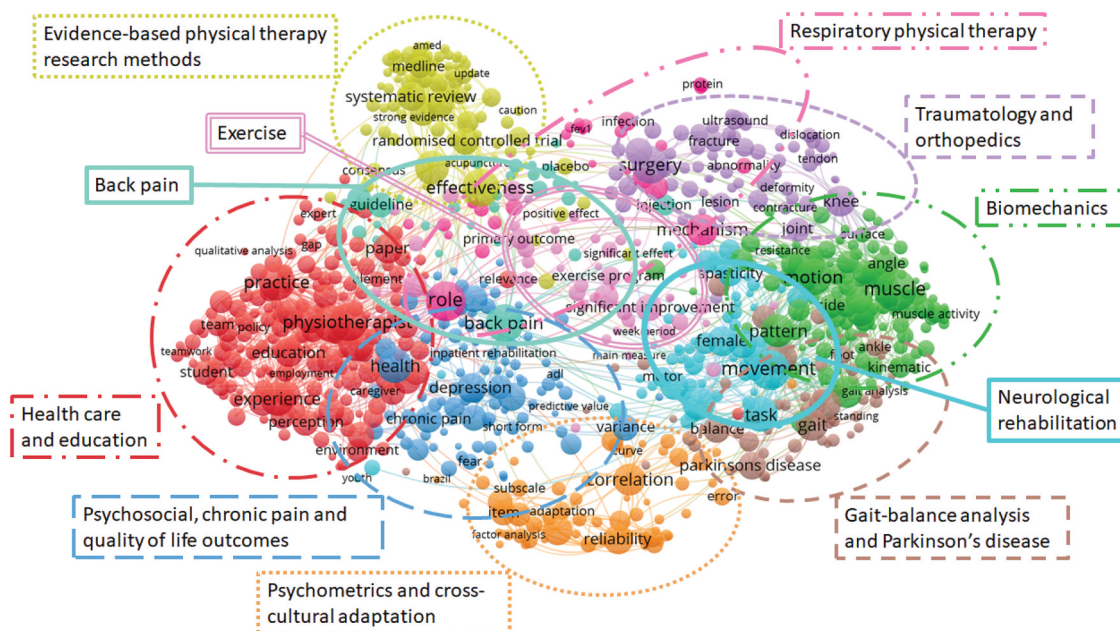 Evidence-based physical therapy
research methods
Respiratory physical therapy
amed
medline
update
protein
systematic review
caution
Exercise
strong evidence
infection
ultrasound
Traumatology and
orthopedics
randomised controlled trial
fev1
fracture
dislocation
surgery
tendon
acupuncture
placebo
abnormality
Back pain
consensus
effectiveness
deformity
guideline
injection
lesion
contracture
knee
Biomechanics
expert
positive effect
qualitative analysis
gap
paper
primary outcome
mechanism
joint
surface
significant effect
resistance
element
relevance
exercise program
spasticity
motion
angle
practice
role
muscle
significant improvement
team
policy
physiotherapist
back pain
week period
pattern
muscle activity
teamwork
education
inpatient rehabilitation
main measure
female
foot
ankle
student
employment
health
adl
movement
kinematic
caregiver
depression
motor
gait analysis
Neurological
rehabilitation
experience
predictive value
Health care
and education
perception
chronic pain
short form
task
standing
variance
balance
gait
environment
fear
curve
parkinsons disease
youth
brazil
correlation
subscale
error
Psychosocial, chronic pain and
quality of life outcomes
item
adaptation
Gait-balance analysis
and Parkinson's disease
factor analysis
reliability
Psychometrics and cross-
cultural adaptation